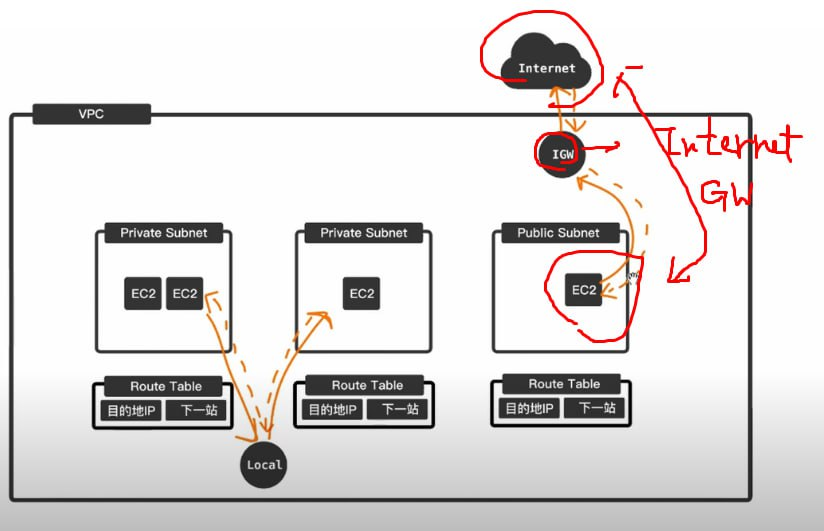 Internet
VPC
IGW
Internet
GW
Private Subnet
EC2 EC2
Private Subnet
EC2
Public Subnet
EC2
Route Table
目的地IP 下一站
Route Table
目的地IP 下一站
Route Table
目的地IP 下一站
Local